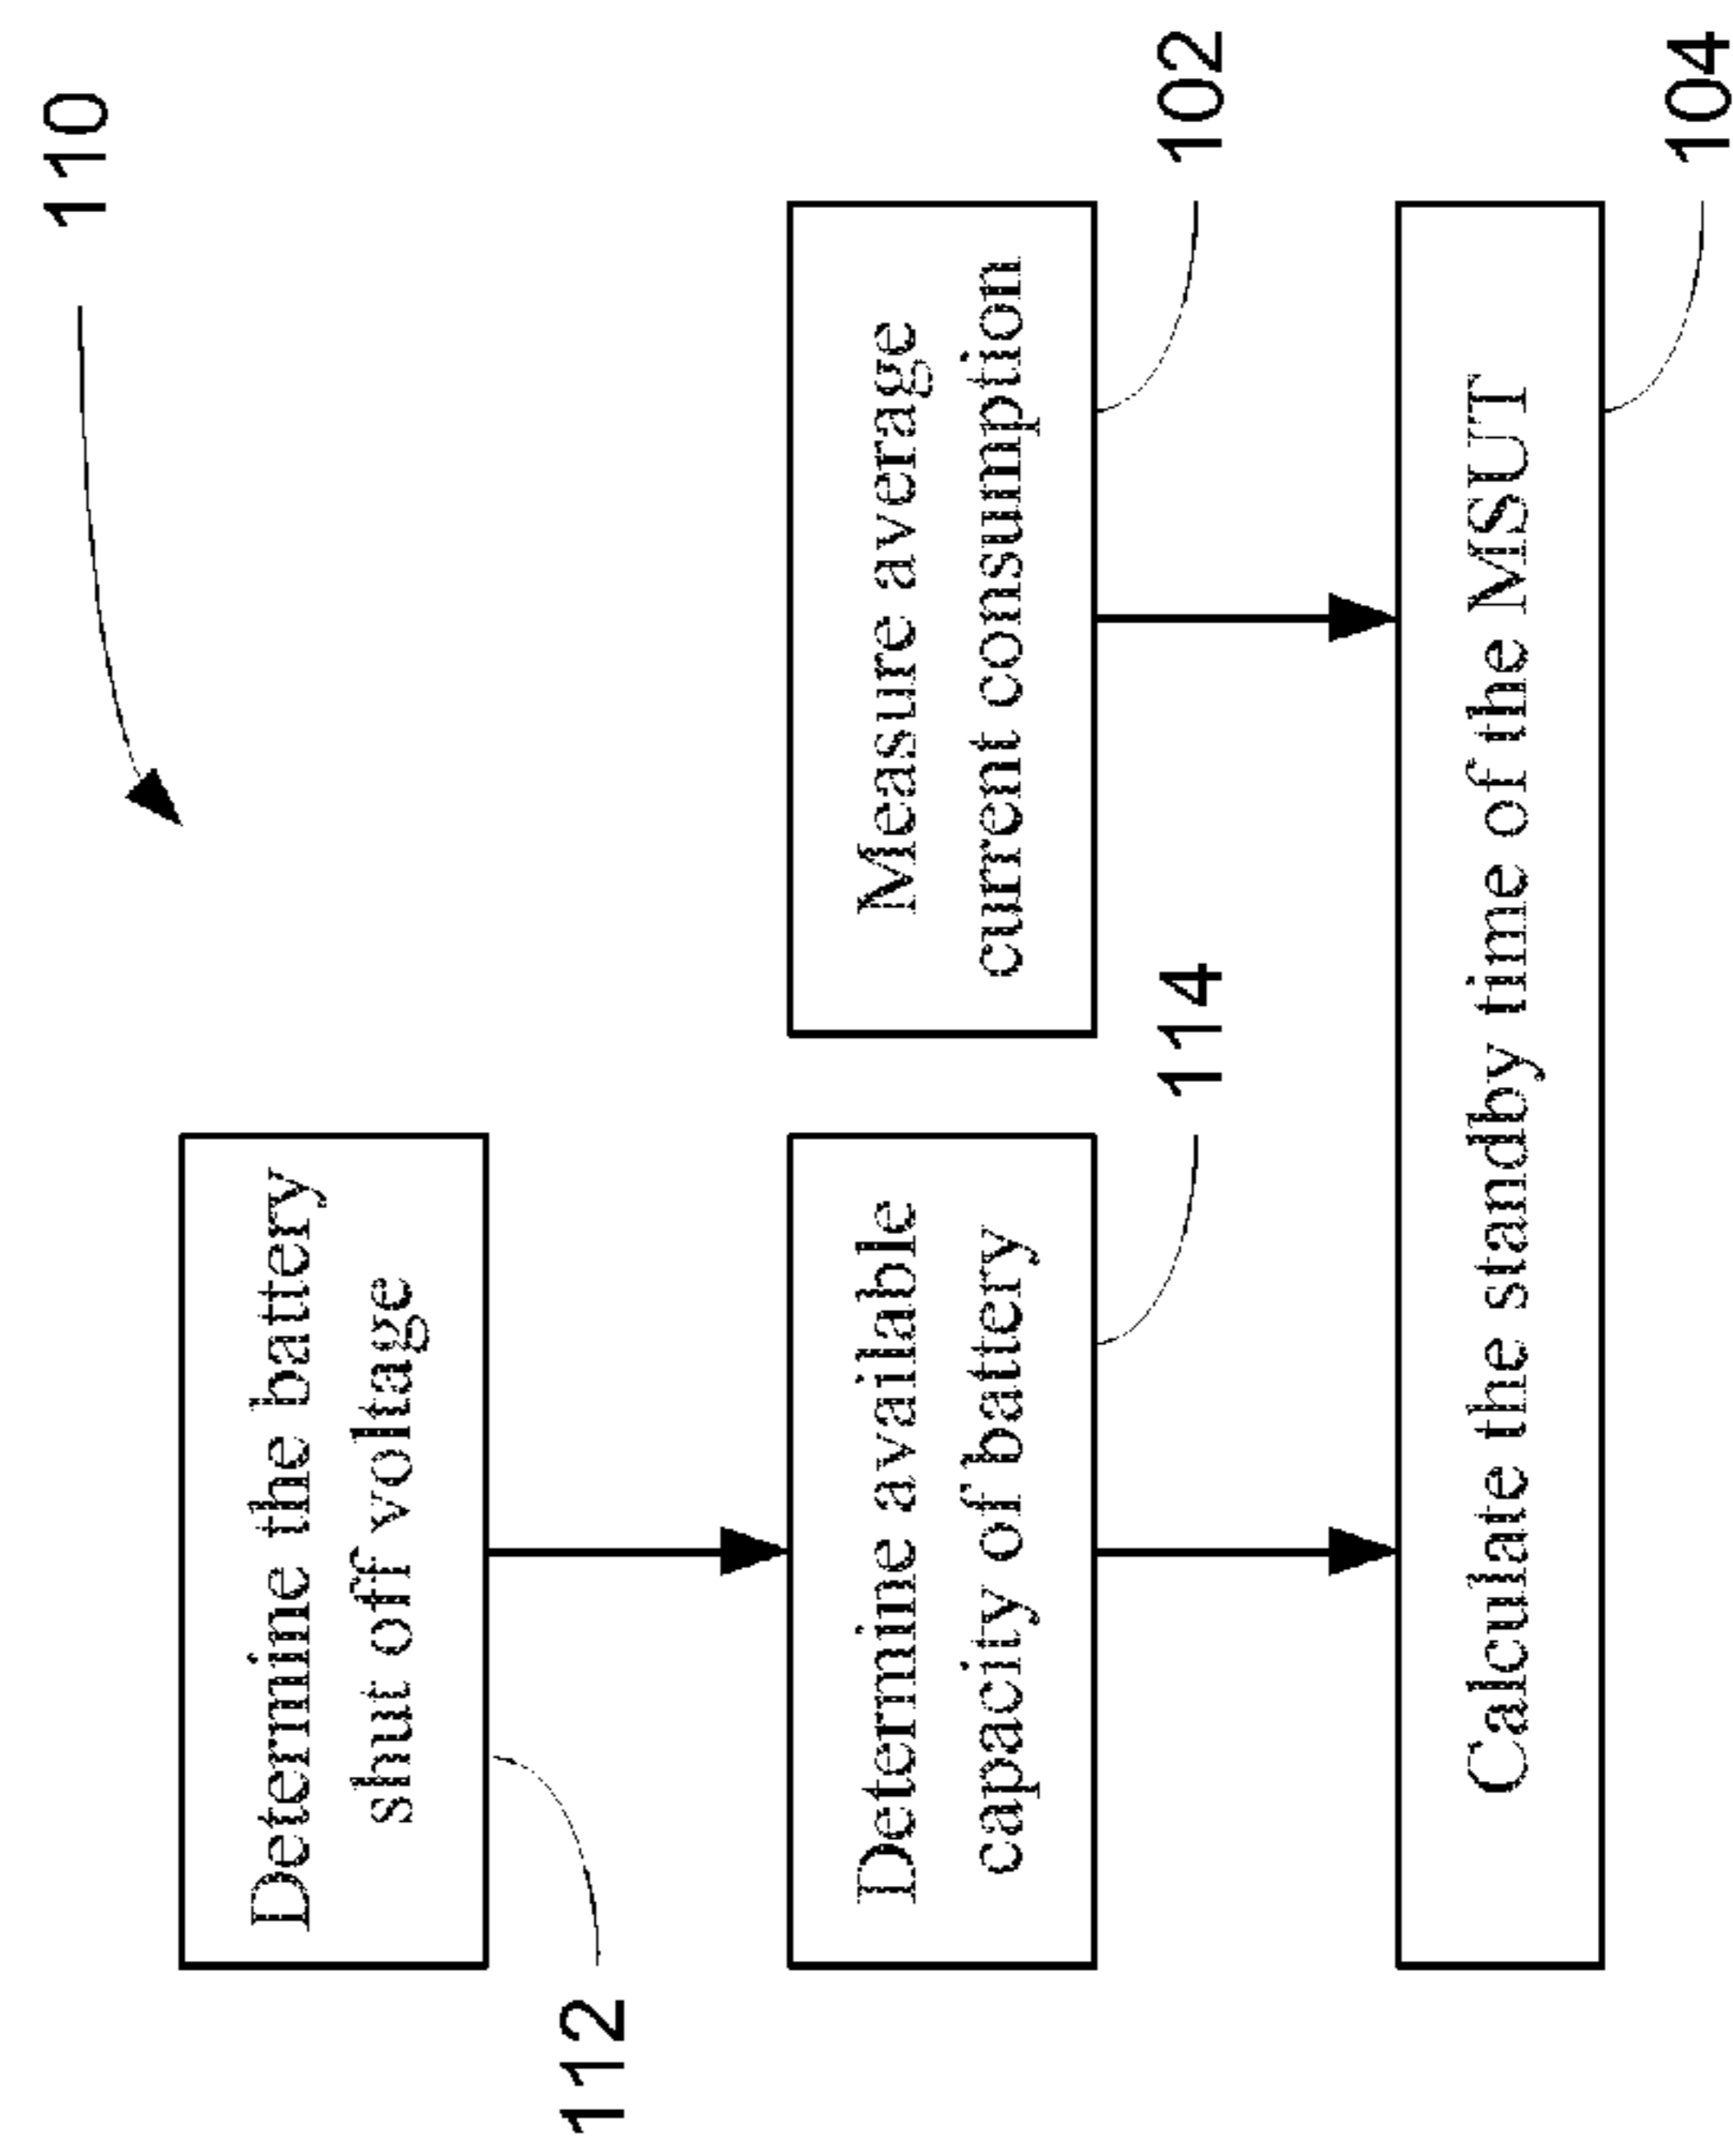 110
Determine the battery
shut off voltage
112
Determine available
capacity of battery
114
Measure average
current consumption
102
Calculate the standby time of the MSUT
104